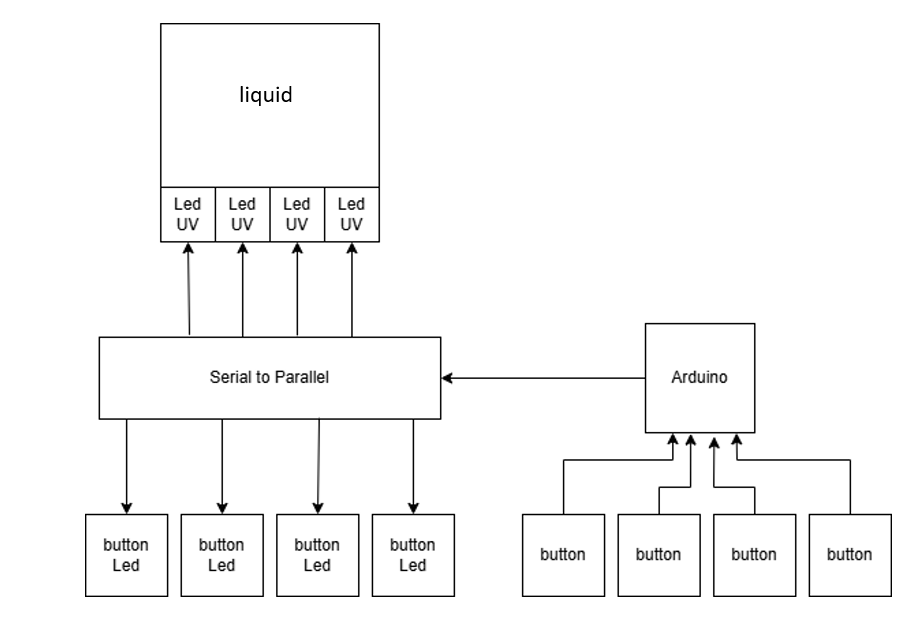 liquid
Led
UV
Led
UV
Led
UV
Led
UV
Serial to Parallel
Arduino
button
Led
button
Led
button
Led
button
Led
button
button
button
button